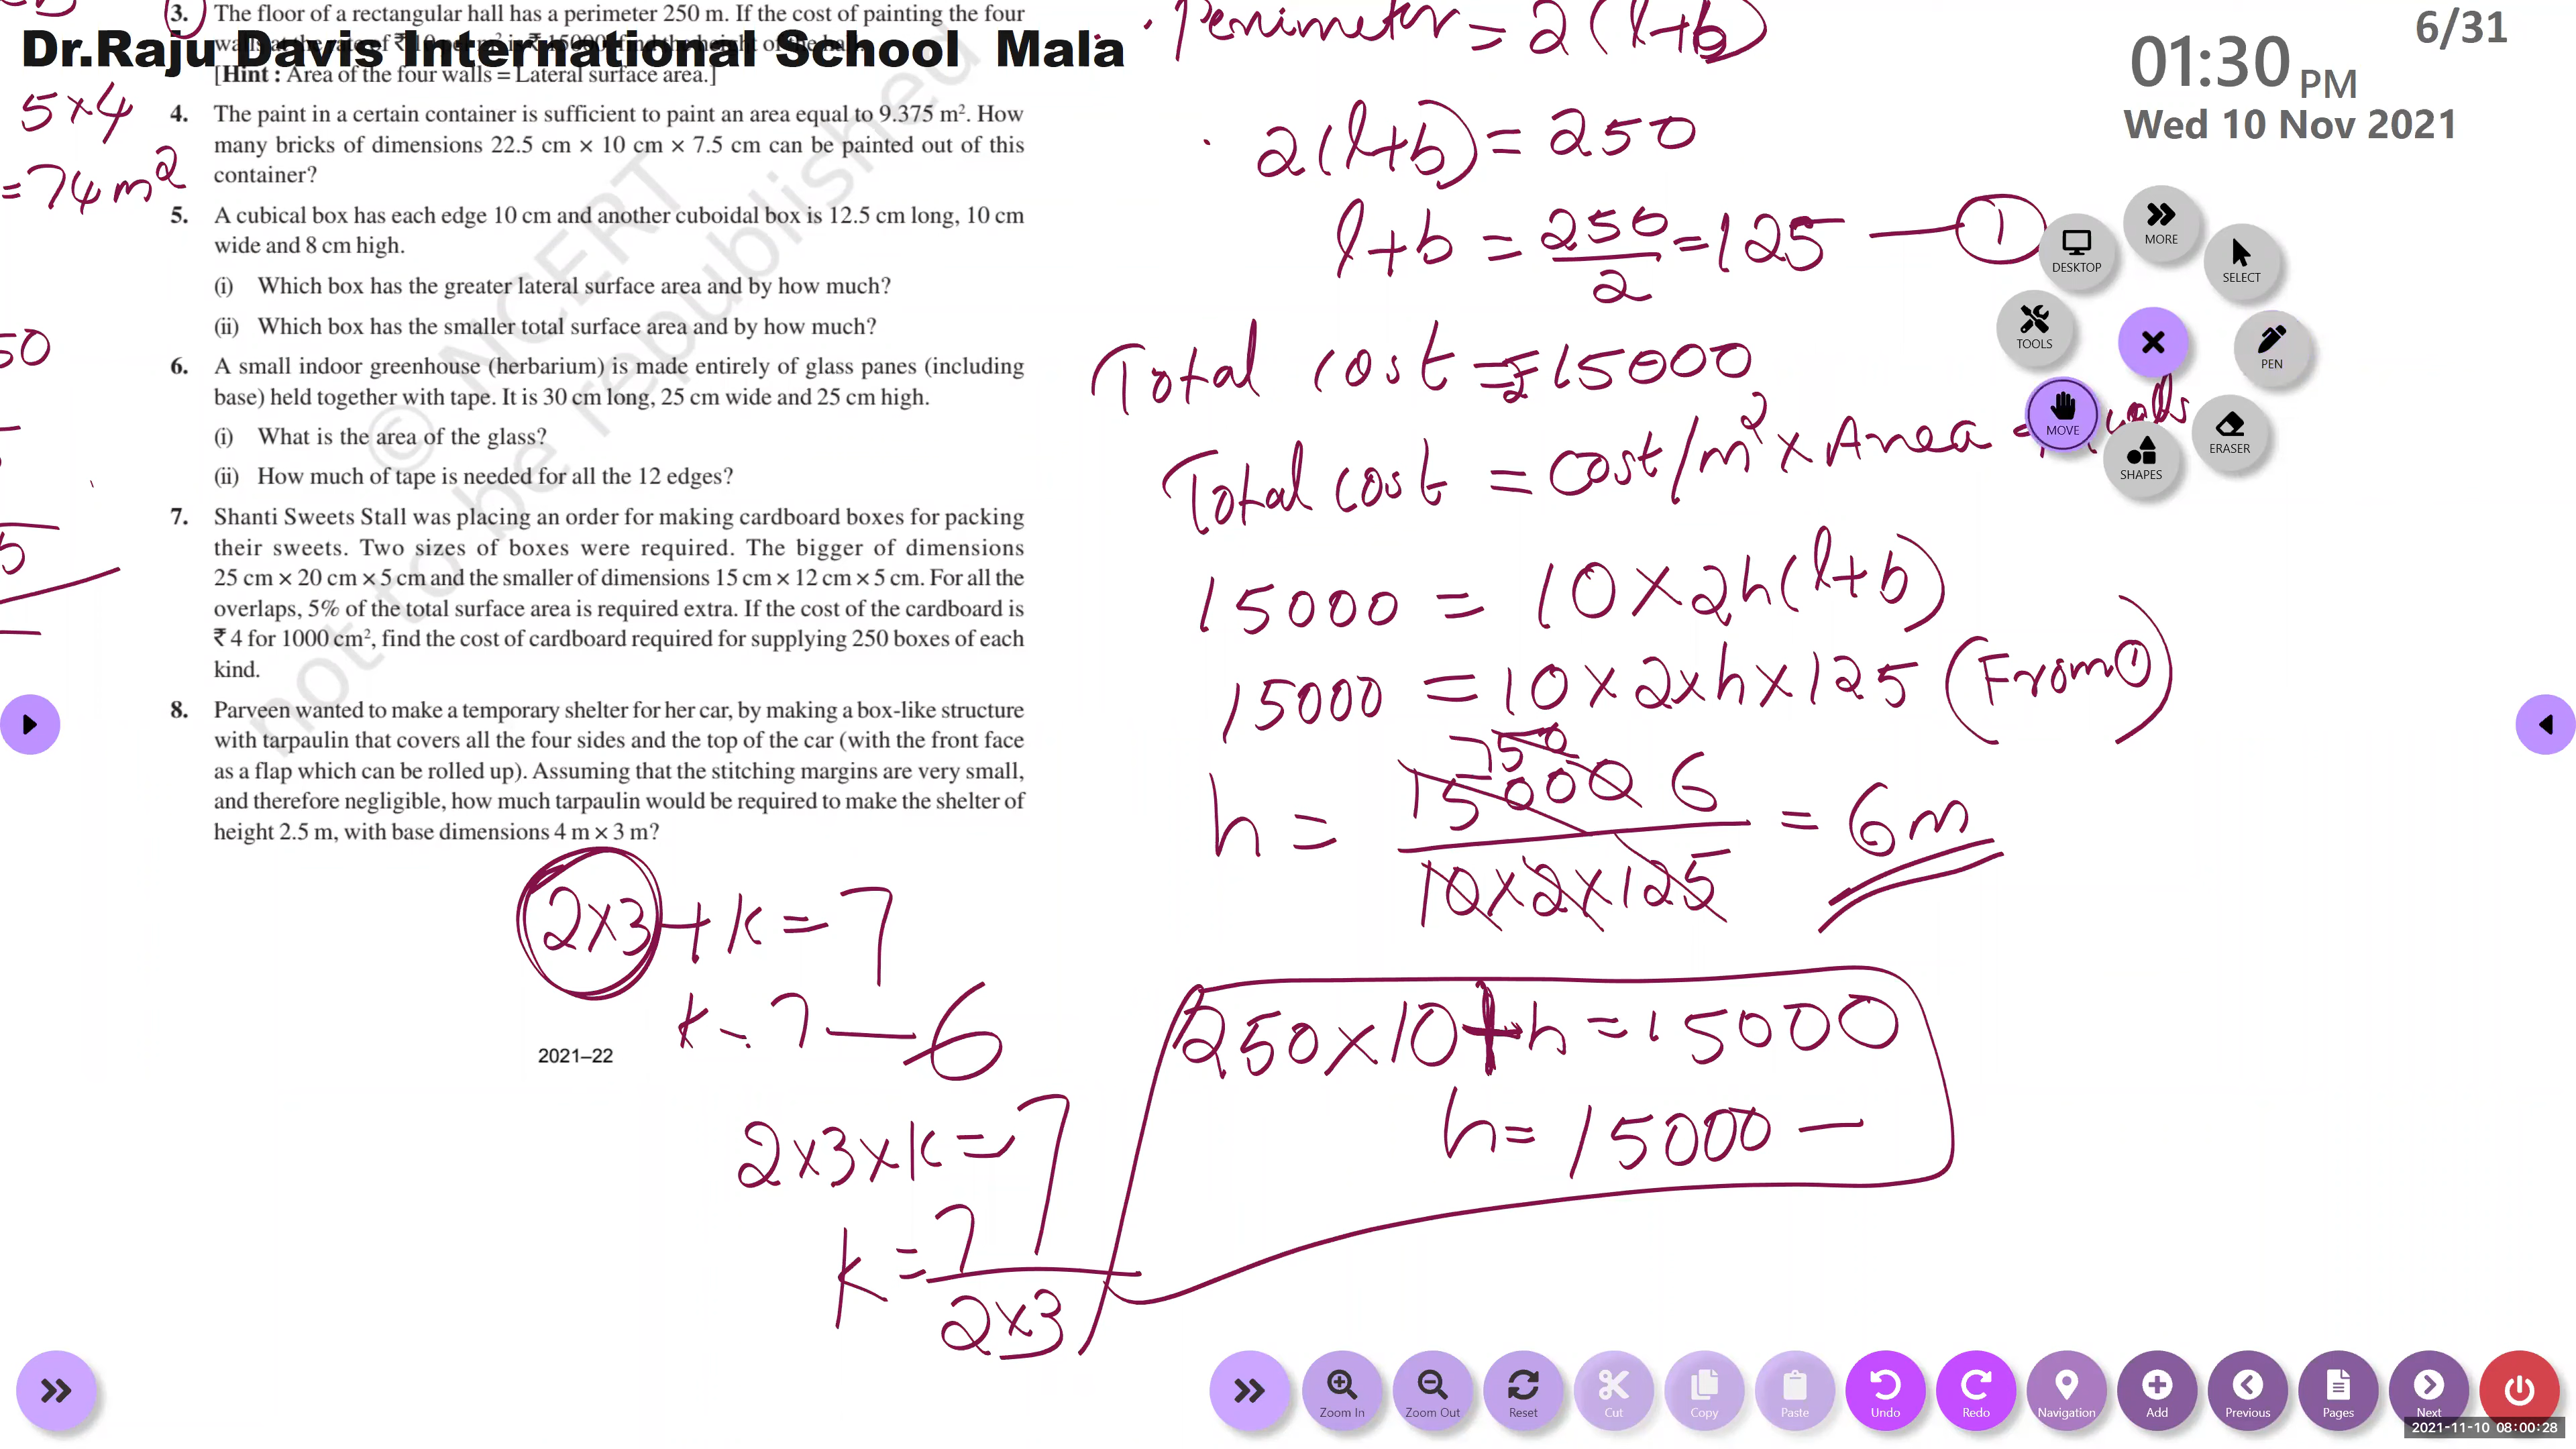 3. The floor of a rectangular hall has a perimeter 250 m. If the cost of painting the four
Dr.Raju Davis International School Mala
[Hint : Area of the four walls = Lateral surface area.]
4. The paint in a certain container is sufficient to paint an area equal to 9.375 m². How
many bricks of dimensions 22.5 cm × 10 cm × 7.5 cm can be painted out of this
container?
5. A cubical box has each edge 10 cm and another cuboidal box is 12.5 cm long, 10 cm
wide and 8 cm high.
(i) Which box has the greater lateral surface area and by how much?
(ii) Which box has the smaller total surface area and by how much?
6. A small indoor greenhouse (herbarium) is made entirely of glass panes (including
base) held together with tape. It is 30 cm long, 25 cm wide and 25 cm high.
(i) What is the area of the glass?
(ii) How much of tape is needed for all the 12 edges?
7. Shanti Sweets Stall was placing an order for making cardboard boxes for packing
their sweets. Two sizes of boxes were required. The bigger of dimensions
25 cm × 20 cm × 5 cm and the smaller of dimensions 15 cm × 12 cm × 5 cm. For all the
overlaps, 5% of the total surface area is required extra. If the cost of the cardboard is
₹ 4 for 1000 cm², find the cost of cardboard required for supplying 250 boxes of each
kind.
8. Parveen wanted to make a temporary shelter for her car, by making a box-like structure
with tarpaulin that covers all the four sides and the top of the car (with the front face
as a flap which can be rolled up). Assuming that the stitching margins are very small,
and therefore negligible, how much tarpaulin would be required to make the shelter of
height 2.5 m, with base dimensions 4 m × 3 m?
2021–22
© NCERT
not to be republished
5×4
=74m²
50
5
2×3+k=7
k=7—6
2×3×k=7
k=7
2×3
Perimeter=2(l+b)
2(l+b)=250
l+b=250/2=125 — ①
Total cost =₹15000
Total cost = cost/m² × Area walls
15000 = 10×2h(l+b)
15000 = 10×2×h×125 (From ①)
750
h = 15000 6 = 6m
10×2×125
250×10+h=15000
h=15000—
6/31
01:30 PM
Wed 10 Nov 2021
MORE
DESKTOP
SELECT
TOOLS
PEN
MOVE
ERASER
SHAPES
Zoom In
Zoom Out
Reset
Cut
Copy
Paste
Undo
Redo
Navigation
Add
Previous
Pages
Next
2021-11-10 08:00:28